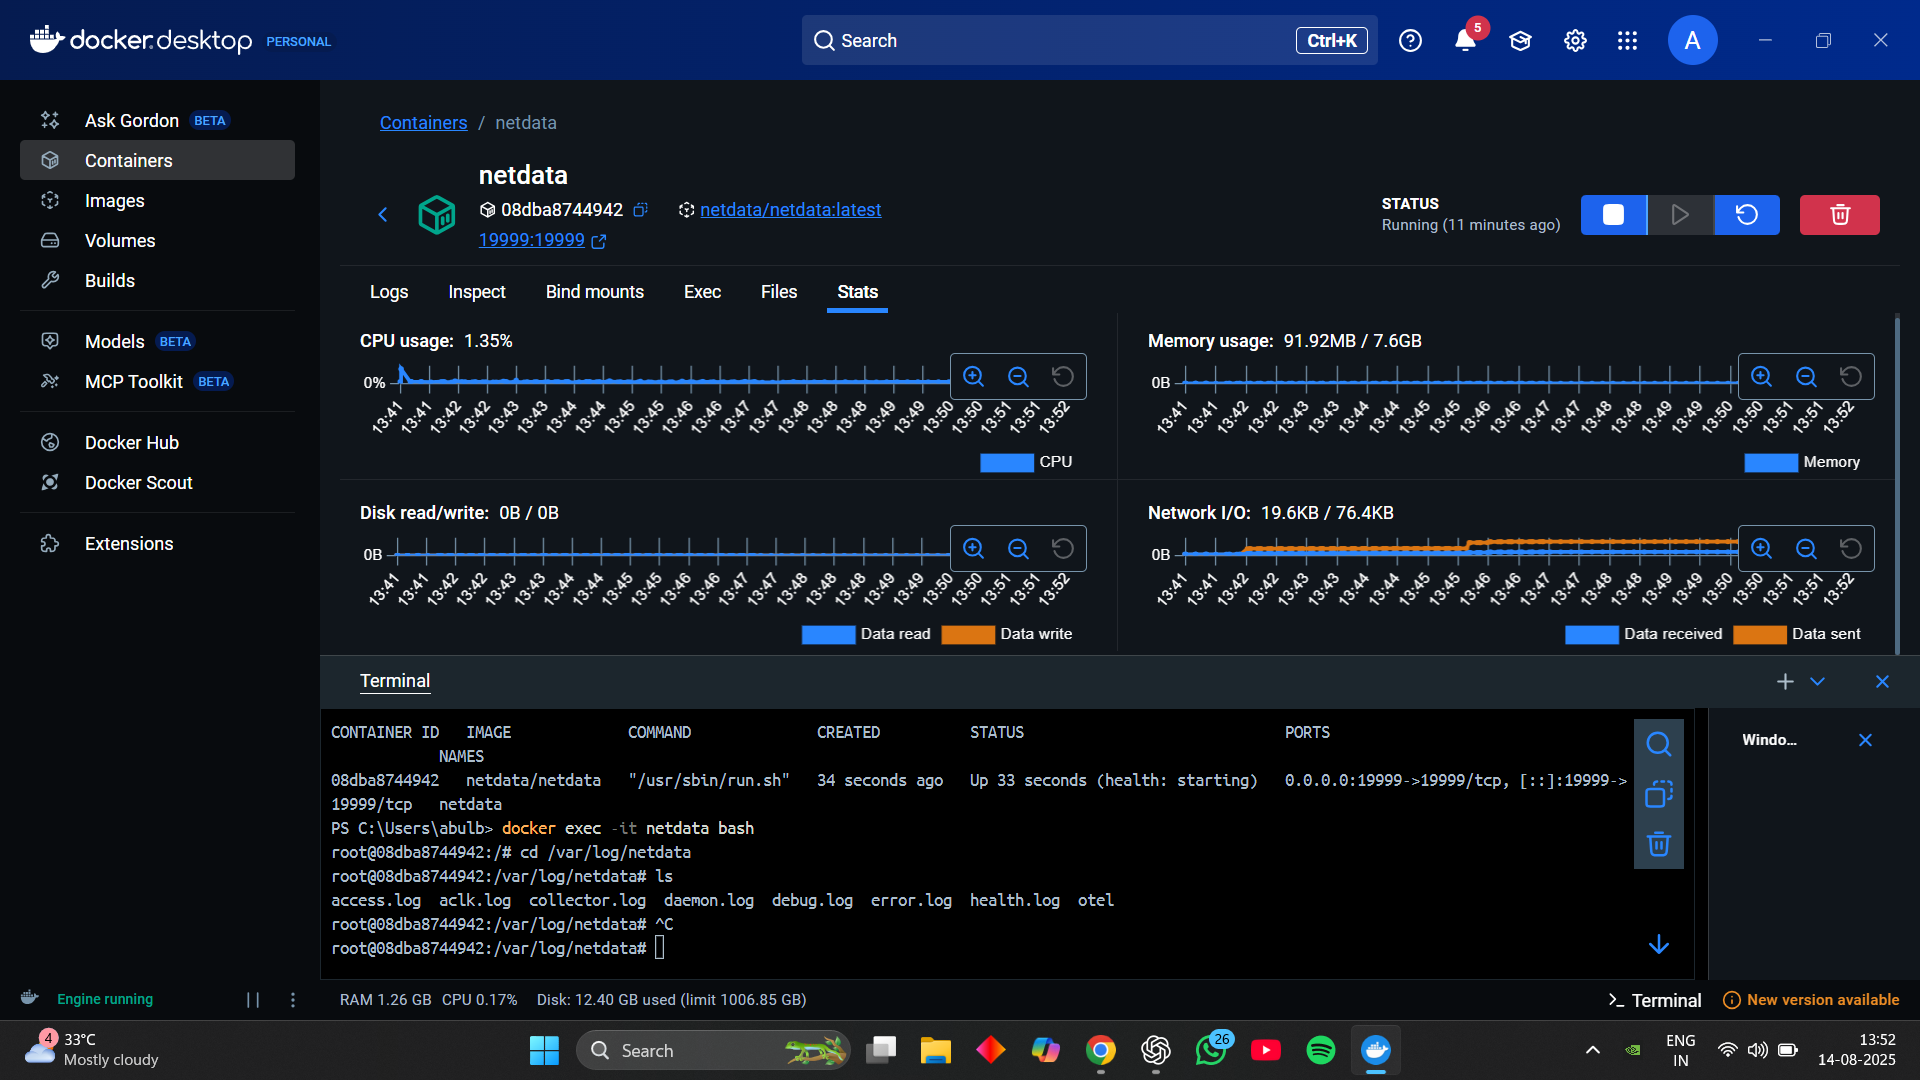 docker.desktop PERSONAL
Search Ctrl+K
5
A
Ask Gordon BETA
Containers
Images
Volumes
Builds
Models BETA
MCP Toolkit BETA
Docker Hub
Docker Scout
Extensions
Containers / netdata
netdata
08dba8744942 netdata/netdata:latest
19999:19999
STATUS
Running (11 minutes ago)
Logs Inspect Bind mounts Exec Files Stats
CPU usage: 1.35%
0%
13:41 13:41 13:42 13:42 13:43 13:43 13:44 13:44 13:45 13:45 13:46 13:46 13:47 13:47 13:48 13:48 13:48 13:49 13:49 13:50 13:50 13:51 13:51 13:52
CPU
Memory usage: 91.92MB / 7.6GB
0B
13:41 13:41 13:42 13:42 13:43 13:43 13:44 13:44 13:45 13:45 13:46 13:46 13:47 13:47 13:48 13:48 13:49 13:49 13:50 13:50 13:51 13:51 13:52
Memory
Disk read/write: 0B / 0B
0B
13:41 13:41 13:42 13:42 13:43 13:43 13:44 13:44 13:45 13:45 13:46 13:46 13:47 13:47 13:48 13:48 13:48 13:49 13:49 13:50 13:50 13:51 13:51 13:52
Data read Data write
Network I/O: 19.6KB / 76.4KB
0B
13:41 13:41 13:42 13:42 13:43 13:43 13:44 13:44 13:45 13:45 13:46 13:46 13:47 13:47 13:48 13:48 13:49 13:49 13:50 13:50 13:51 13:51 13:52
Data received Data sent
Terminal
CONTAINER ID IMAGE COMMAND CREATED STATUS PORTS
NAMES
08dba8744942 netdata/netdata "/usr/sbin/run.sh" 34 seconds ago Up 33 seconds (health: starting) 0.0.0.0:19999->19999/tcp, [::]:19999->
19999/tcp netdata
PS C:\Users\abulb> docker exec -it netdata bash
root@08dba8744942:/# cd /var/log/netdata
root@08dba8744942:/var/log/netdata# ls
access.log aclk.log collector.log daemon.log debug.log error.log health.log otel
root@08dba8744942:/var/log/netdata# ^C
root@08dba8744942:/var/log/netdata#
Windo...
Engine running
RAM 1.26 GB CPU 0.17% Disk: 12.40 GB used (limit 1006.85 GB)
Terminal
New version available
4
33°C
Mostly cloudy
Search
26
ENG
IN
13:52
14-08-2025